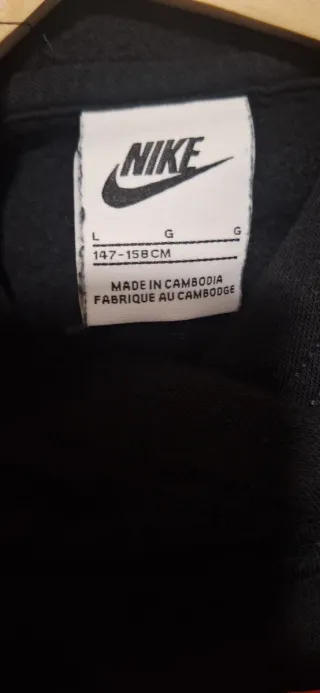 NIKE
L G G
147-158CM
MADE IN CAMBODIA
FABRIQUE AU CAMBODGE